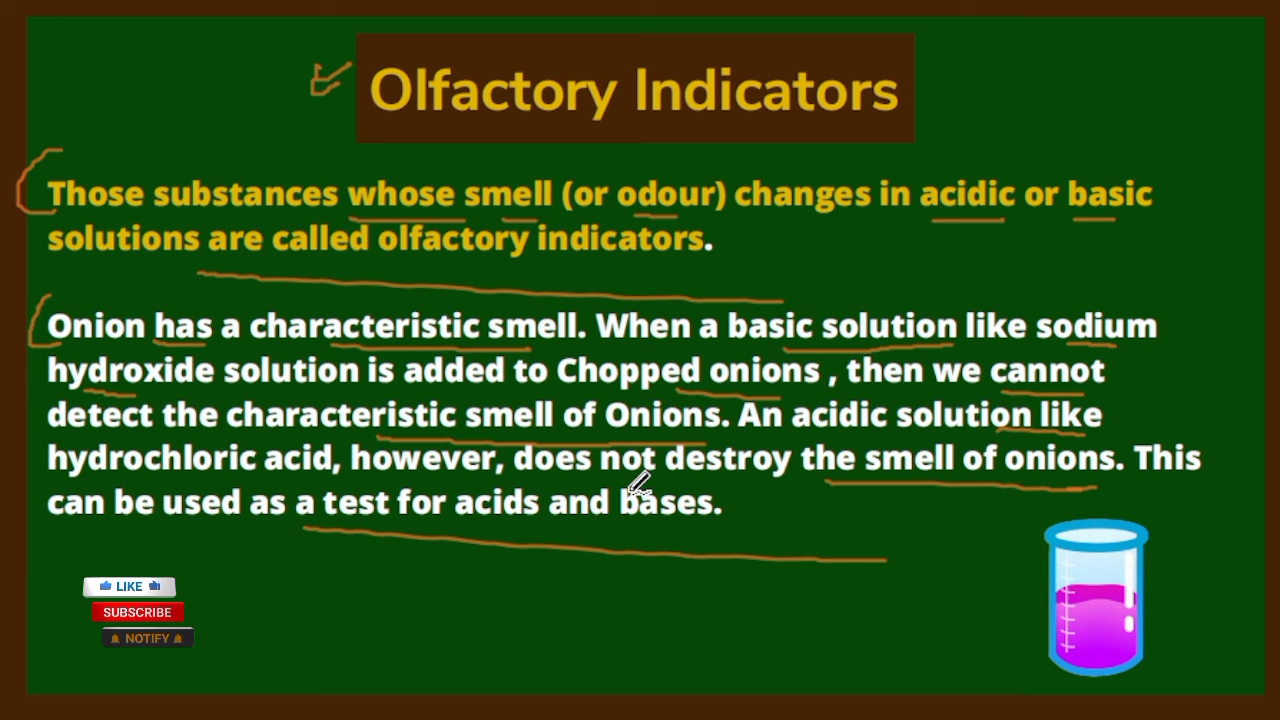 Olfactory Indicators
Those substances whose smell (or odour) changes in acidic or basic
solutions are called olfactory indicators.
Onion has a characteristic smell. When a basic solution like sodium
hydroxide solution is added to Chopped onions , then we cannot
detect the characteristic smell of Onions. An acidic solution like
hydrochloric acid, however, does not destroy the smell of onions. This
can be used as a test for acids and bases.
LIKE
SUBSCRIBE
NOTIFY